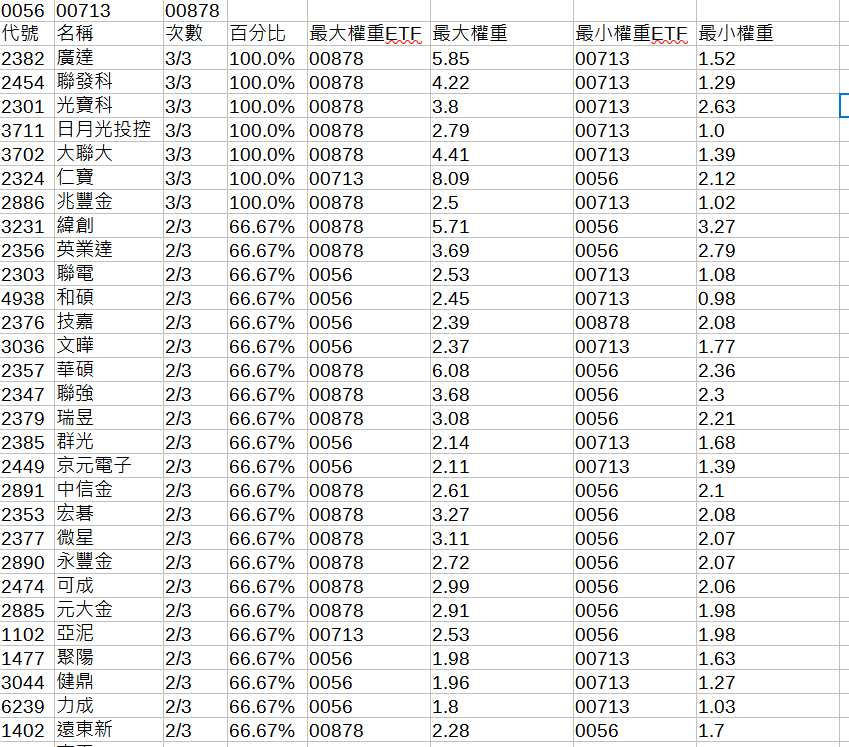 0056 00713 00878
代號 名稱 次數 百分比 最大權重ETF 最大權重 最小權重ETF 最小權重
2382 廣達 3/3 100.0% 00878 5.85 00713 1.52
2454 聯發科 3/3 100.0% 00878 4.22 00713 1.29
2301 光寶科 3/3 100.0% 00878 3.8 00713 2.63
3711 日月光投控 3/3 100.0% 00878 2.79 00713 1.0
3702 大聯大 3/3 100.0% 00878 4.41 00713 1.39
2324 仁寶 3/3 100.0% 00713 8.09 0056 2.12
2886 兆豐金 3/3 100.0% 00878 2.5 00713 1.02
3231 緯創 2/3 66.67% 00878 5.71 0056 3.27
2356 英業達 2/3 66.67% 00878 3.69 0056 2.79
2303 聯電 2/3 66.67% 0056 2.53 00713 1.08
4938 和碩 2/3 66.67% 0056 2.45 00713 0.98
2376 技嘉 2/3 66.67% 0056 2.39 00878 2.08
3036 文曄 2/3 66.67% 0056 2.37 00713 1.77
2357 華碩 2/3 66.67% 00878 6.08 0056 2.36
2347 聯強 2/3 66.67% 00878 3.68 0056 2.3
2379 瑞昱 2/3 66.67% 00878 3.08 0056 2.21
2385 群光 2/3 66.67% 0056 2.14 00713 1.68
2449 京元電子 2/3 66.67% 0056 2.11 00713 1.39
2891 中信金 2/3 66.67% 00878 2.61 0056 2.1
2353 宏碁 2/3 66.67% 00878 3.27 0056 2.08
2377 微星 2/3 66.67% 00878 3.11 0056 2.07
2890 永豐金 2/3 66.67% 00878 2.72 0056 2.07
2474 可成 2/3 66.67% 00878 2.99 0056 2.06
2885 元大金 2/3 66.67% 00878 2.91 0056 1.98
1102 亞泥 2/3 66.67% 00713 2.53 0056 1.98
1477 聚陽 2/3 66.67% 0056 1.98 00713 1.63
3044 健鼎 2/3 66.67% 0056 1.96 00713 1.27
6239 力成 2/3 66.67% 0056 1.8 00713 1.03
1402 遠東新 2/3 66.67% 00878 2.28 0056 1.7